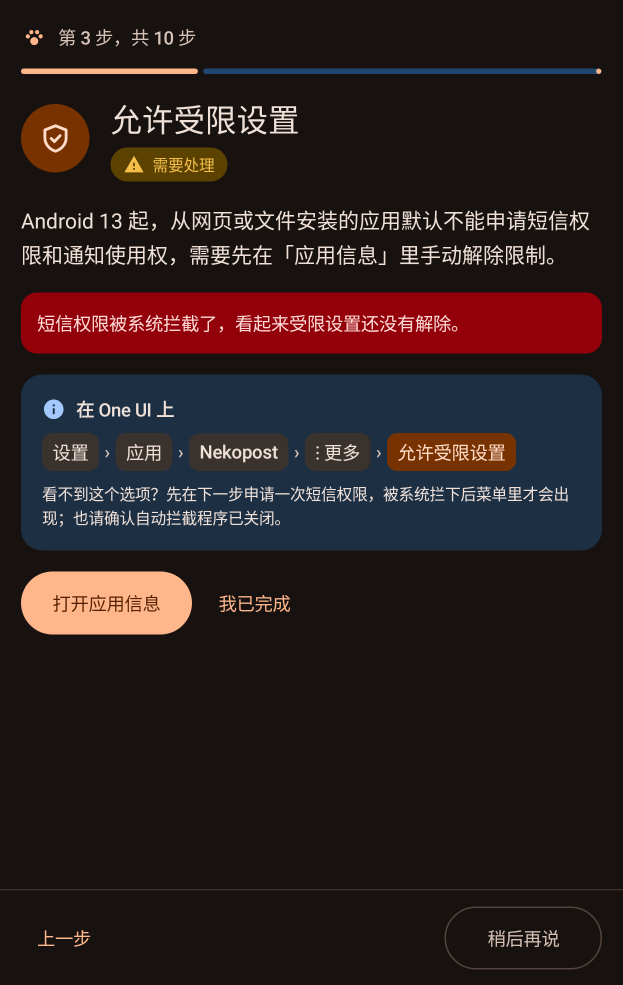 第 3 步，共 10 步
允许受限设置
需要处理
Android 13 起，从网页或文件安装的应用默认不能申请短信权
限和通知使用权，需要先在「应用信息」里手动解除限制。
短信权限被系统拦截了，看起来受限设置还没有解除。
在 One UI 上
设置 › 应用 › Nekopost › ⋮更多 › 允许受限设置
看不到这个选项？先在下一步申请一次短信权限，被系统拦下后菜单里才会出
现；也请确认自动拦截程序已关闭。
打开应用信息 我已完成
上一步 稍后再说